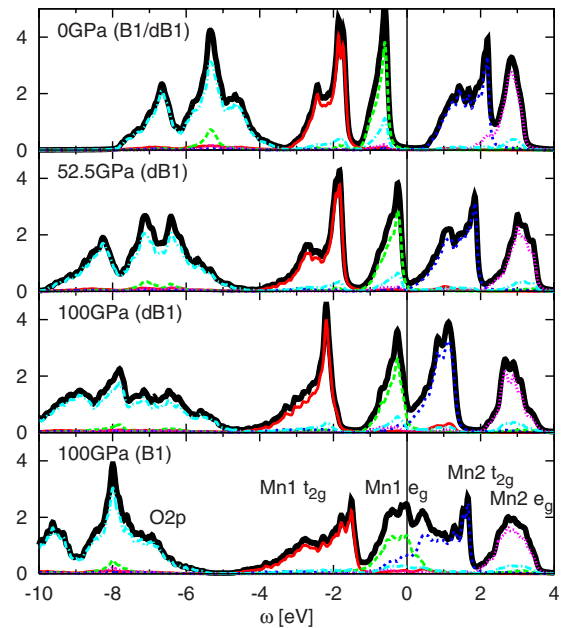 4
0GPa (B1/dB1)
2
0
4
52.5GPa (dB1)
2
0
4
100GPa (dB1)
2
0
4
100GPa (B1)
Mn2 t2g
Mn1 t2g Mn1 eg Mn2 eg
O2p
2
0
-10 -8 -6 -4 -2 0 2 4
ω [eV]